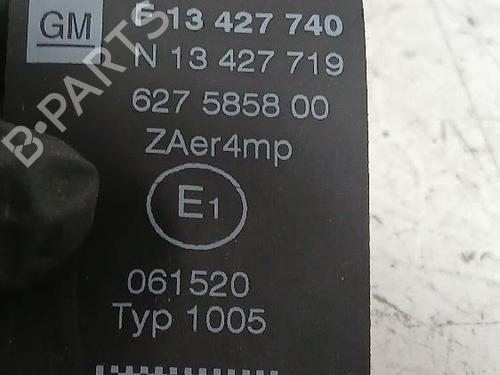 GM
F 13 427 740
N 13 427 719
627 5858 00
ZAer4mp
E1
061520
Typ 1005
B-PARTS